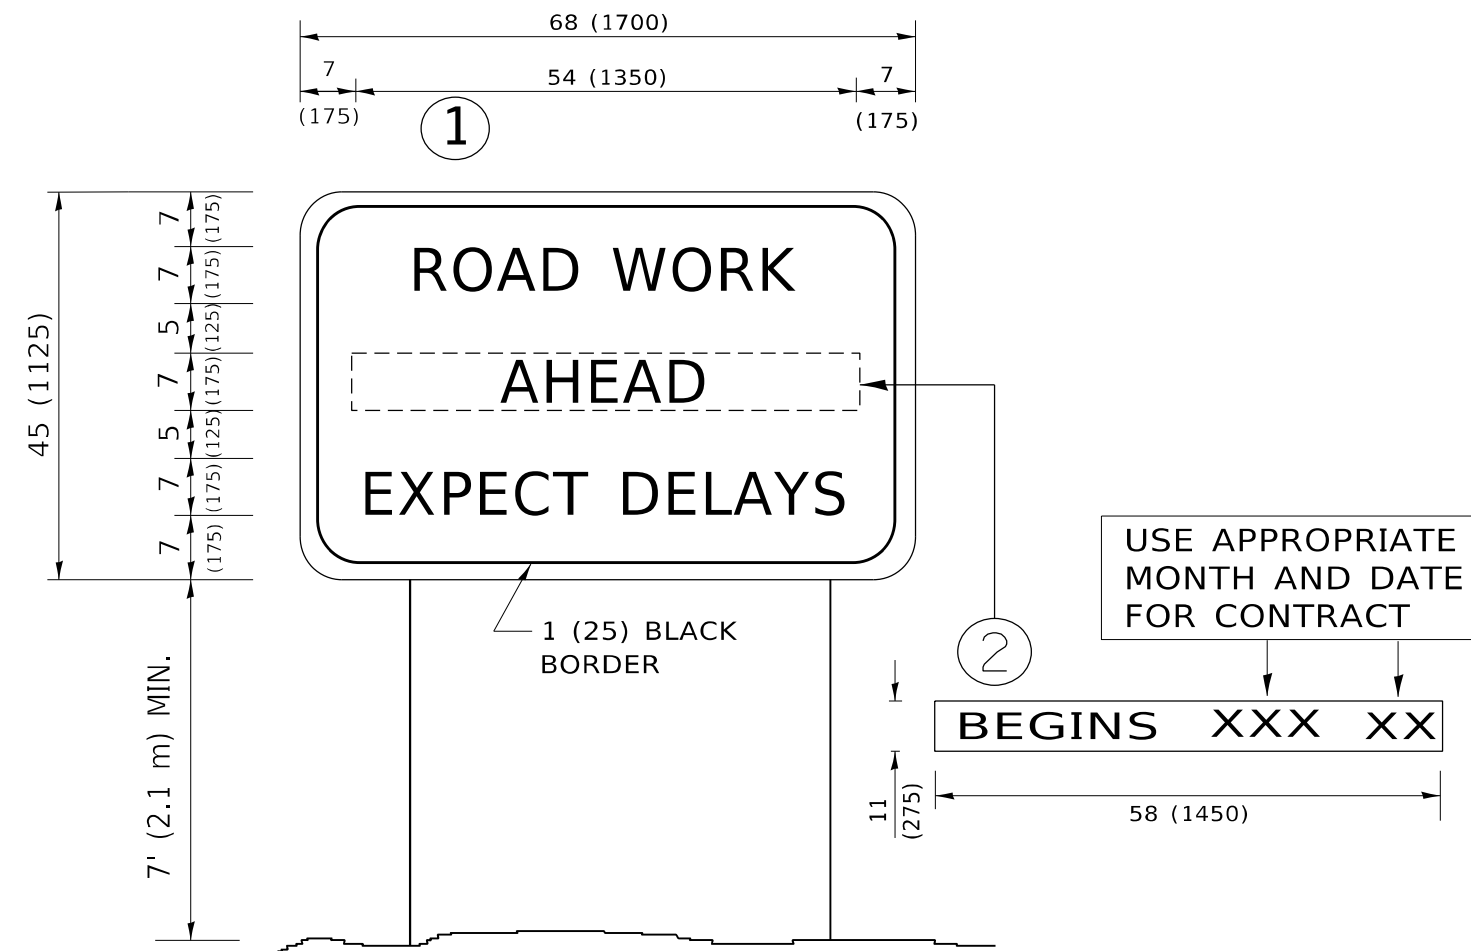 68 (1700)
7
54 (1350)
7
(175)
(175)
1
ROAD WORK
AHEAD
EXPECT DELAYS
45 (1125)
7 (175)
7 (175)
5 (125)
7 (175)
5 (125)
7 (175)
7 (175)
7' (2.1 m) MIN.
1 (25) BLACK
BORDER
2
USE APPROPRIATE
MONTH AND DATE
FOR CONTRACT
BEGINS XXX XX
11
(275)
58 (1450)